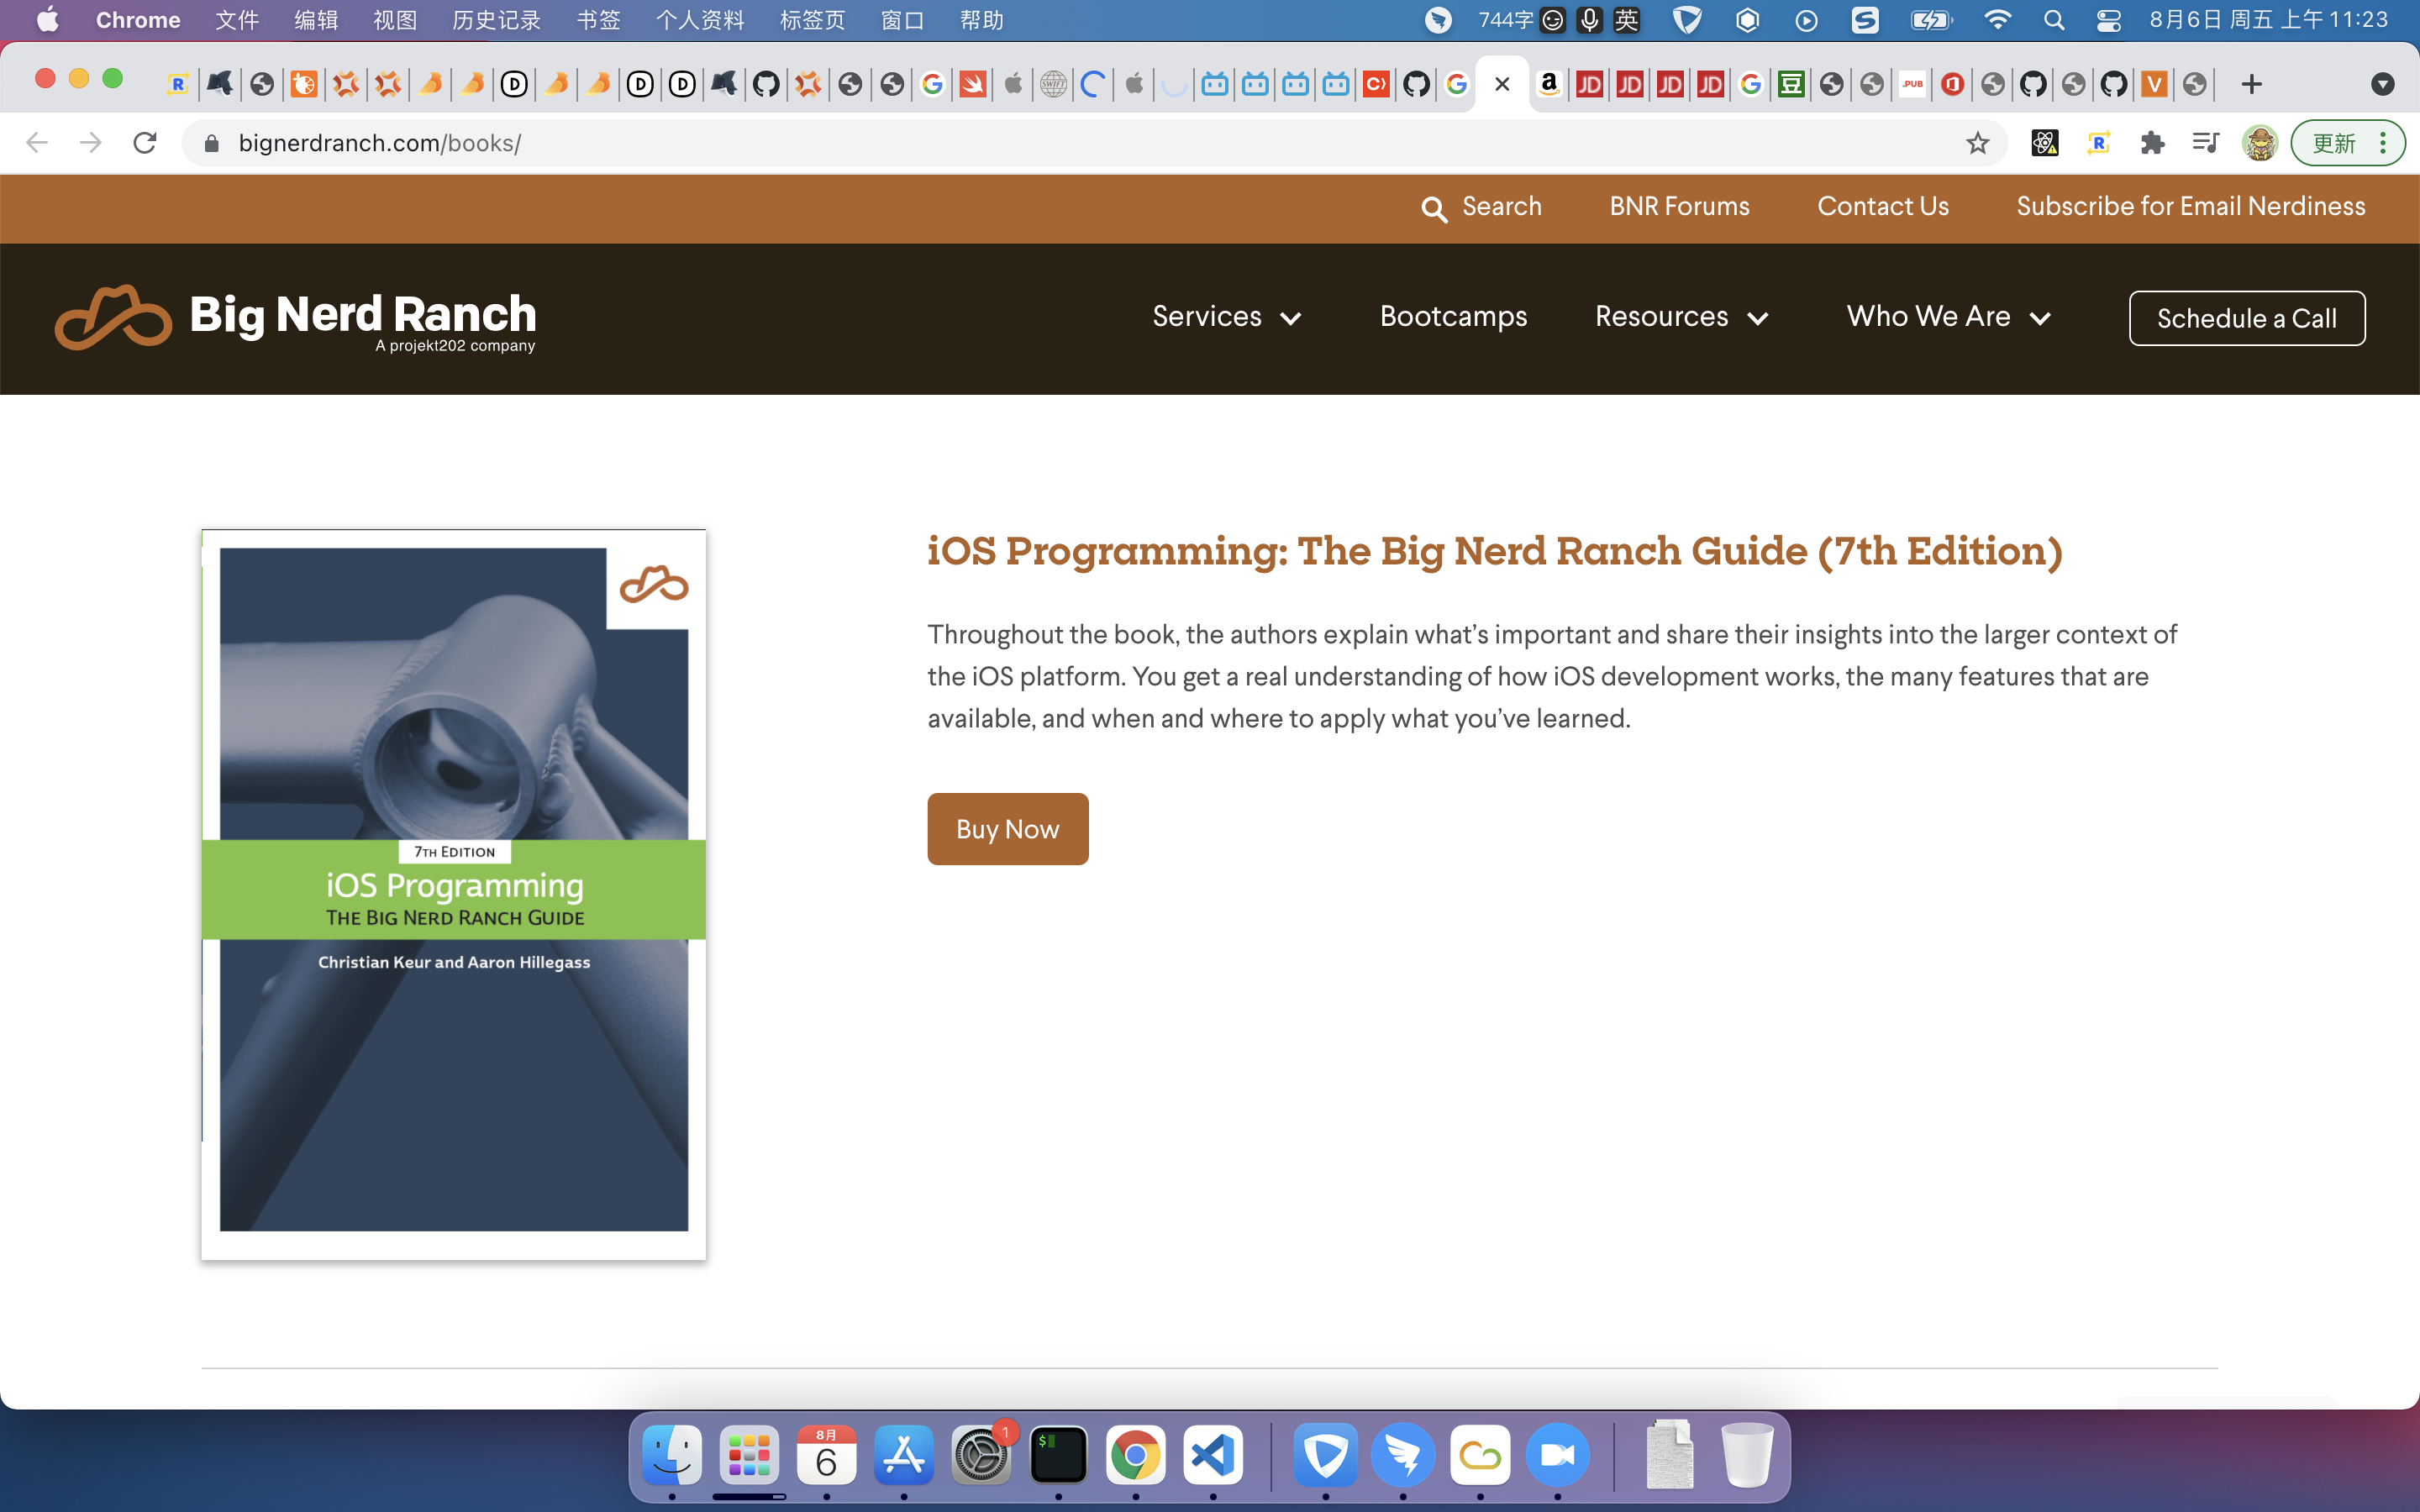 Chrome 文件 编辑 视图 历史记录 书签 个人资料 标签页 窗口 帮助 744字 英 8月6日 周五 上午 11:23
bignerdranch.com/books/ 更新
Search BNR Forums Contact Us Subscribe for Email Nerdiness
Big Nerd Ranch
A projekt202 company
Services Bootcamps Resources Who We Are Schedule a Call
iOS Programming: The Big Nerd Ranch Guide (7th Edition)
Throughout the book, the authors explain what’s important and share their insights into the larger context of
the iOS platform. You get a real understanding of how iOS development works, the many features that are
available, and when and where to apply what you’ve learned.
Buy Now
7TH EDITION
iOS Programming
THE BIG NERD RANCH GUIDE
Christian Keur and Aaron Hillegass
8月
6
1